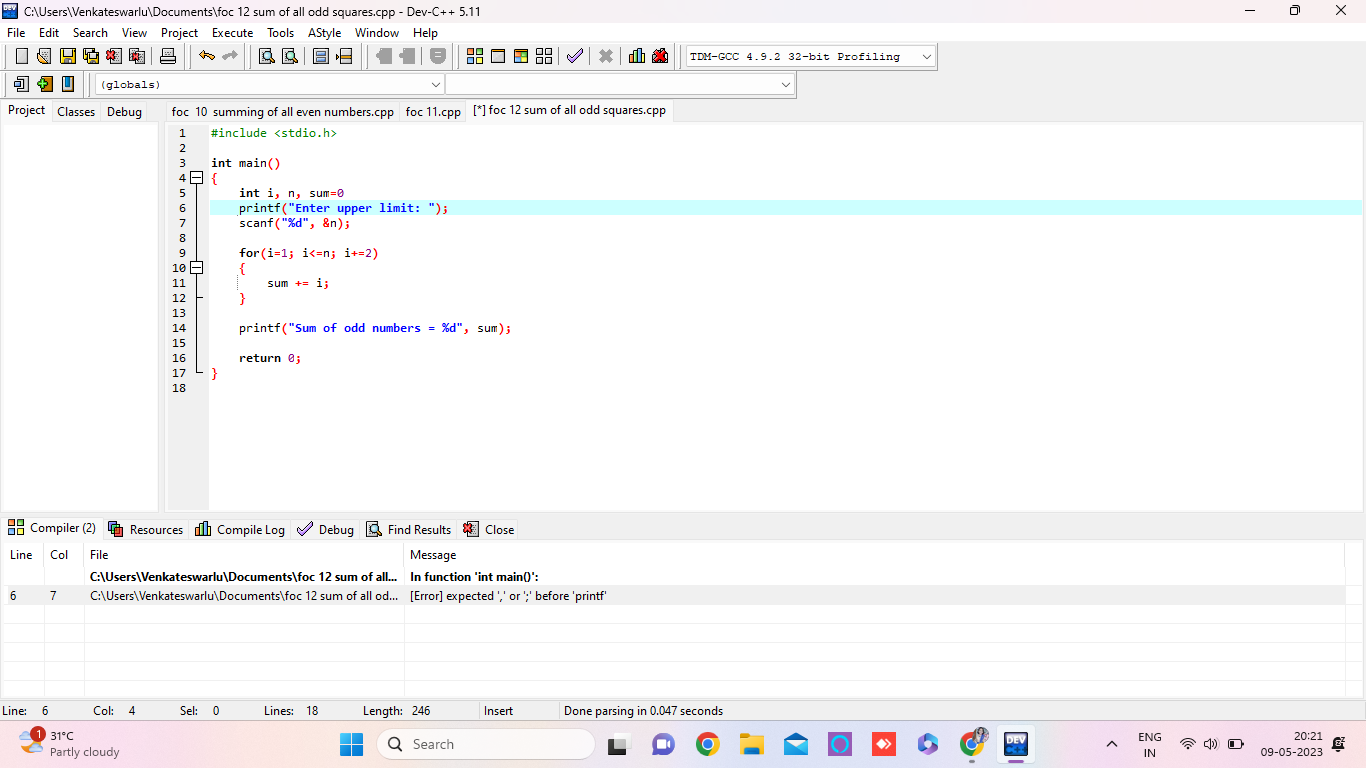 C:\Users\Venkateswarlu\Documents\foc 12 sum of all odd squares.cpp - Dev-C++ 5.11
File Edit Search View Project Execute Tools AStyle Window Help
TDM-GCC 4.9.2 32-bit Profiling
(globals)
Project Classes Debug foc 10 summing of all even numbers.cpp foc 11.cpp [*] foc 12 sum of all odd squares.cpp
1 #include <stdio.h>
2
3 int main()
4 {
5 int i, n, sum=0
6 printf("Enter upper limit: ");
7 scanf("%d", &n);
8
9 for(i=1; i<=n; i+=2)
10 {
11 sum += i;
12 }
13
14 printf("Sum of odd numbers = %d", sum);
15
16 return 0;
17 }
18
Compiler (2) Resources Compile Log Debug Find Results Close
Line Col File Message
C:\Users\Venkateswarlu\Documents\foc 12 sum of all... In function 'int main()':
6 7 C:\Users\Venkateswarlu\Documents\foc 12 sum of all od... [Error] expected ',' or ';' before 'printf'
Line: 6 Col: 4 Sel: 0 Lines: 18 Length: 246 Insert Done parsing in 0.047 seconds
1 31°C
Partly cloudy
Search
DEV
ENG
IN
20:21
09-05-2023